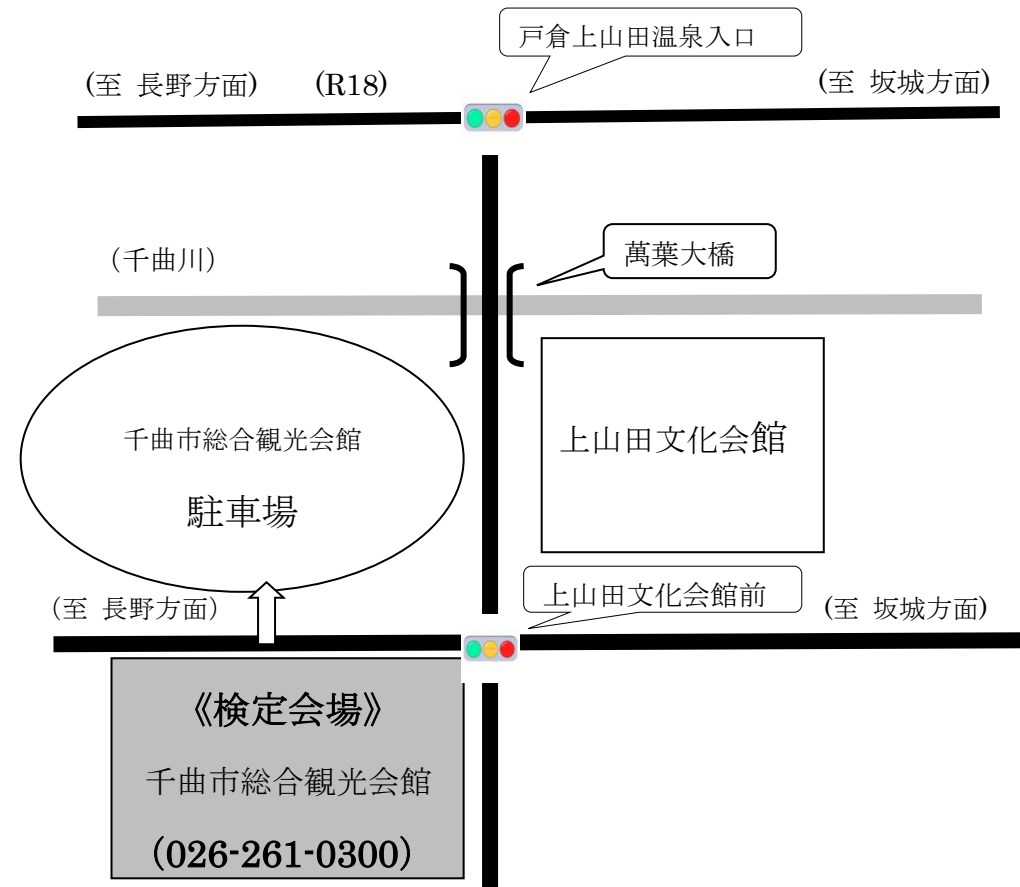 戸倉上山田温泉入口
(至 長野方面) (R18) (至 坂城方面)
(千曲川)
萬葉大橋
千曲市総合観光会館
駐車場
上山田文化会館
(至 長野方面) 上山田文化会館前 (至 坂城方面)
《検定会場》
千曲市総合観光会館
(026-261-0300)